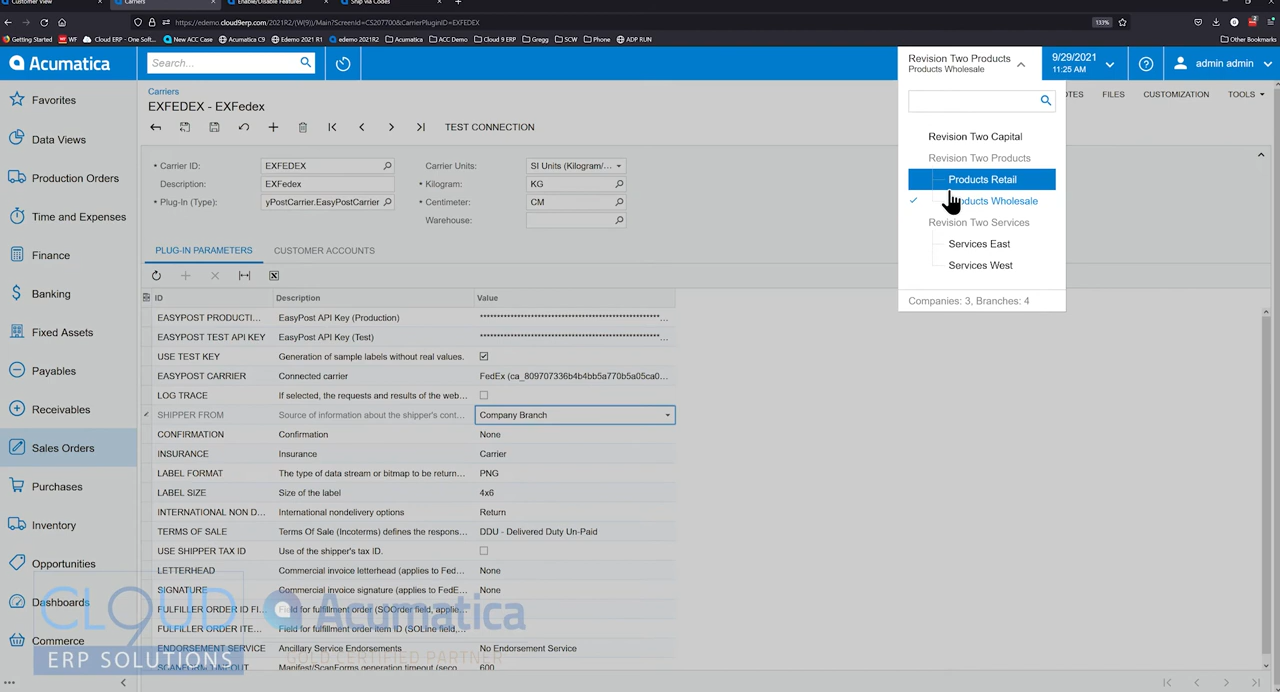 Customer View
Carriers
Enable/Disable Features
Ship via Codes
https://edemo.cloud9erp.com/2021R2/(W(9))/Main?ScreenId=CS207700&CarrierPluginID=EXFEDEX
133%
Getting Started
WF
Cloud ERP - One Soft...
New ACC Case
Acumatica C9
Edemo 2021 R1
edemo 2021R2
Acumatica
ACC Demo
Cloud 9 ERP
Gregg
SCW
Phone
ADP RUN
Other Bookmarks
Acumatica
Search...
Revision Two Products
Products Wholesale
9/29/2021
11:25 AM
admin admin
Favorites
Data Views
Production Orders
Time and Expenses
Finance
Banking
Fixed Assets
Payables
Receivables
Sales Orders
Purchases
Inventory
Opportunities
Dashboards
Commerce
Carriers
EXFEDEX - EXFedex
OTES
FILES
CUSTOMIZATION
TOOLS
TEST CONNECTION
Carrier ID:
EXFEDEX
Carrier Units:
SI Units (Kilogram/...
Description:
EXFedex
Kilogram:
KG
Plug-In (Type):
yPostCarrier.EasyPostCarrier
Centimeter:
CM
Warehouse:
Revision Two Capital
Revision Two Products
Products Retail
oducts Wholesale
Revision Two Services
Services East
Services West
Companies: 3, Branches: 4
PLUG-IN PARAMETERS
CUSTOMER ACCOUNTS
ID
Description
Value
EASYPOST PRODUCTI...
EasyPost API Key (Production)
EASYPOST TEST API KEY
EasyPost API Key (Test)
USE TEST KEY
Generation of sample labels without real values.
EASYPOST CARRIER
Connected carrier
FedEx (ca_809707336b4b4bb5a770b5a05ca0...
LOG TRACE
If selected, the requests and results of the web...
SHIPPER FROM
Source of information about the shipper's cont...
Company Branch
CONFIRMATION
Confirmation
None
INSURANCE
Insurance
Carrier
LABEL FORMAT
The type of data stream or bitmap to be return...
PNG
LABEL SIZE
Size of the label
4x6
INTERNATIONAL NON D...
International nondelivery options
Return
TERMS OF SALE
Terms Of Sale (Incoterms) defines the respons...
DDU - Delivered Duty Un-Paid
USE SHIPPER TAX ID
Use of the shipper's tax ID.
LETTERHEAD
Commercial invoice letterhead (applies to Fed...
None
SIGNATURE
Commercial invoice signature (applies to FedE...
None
FULFILLER ORDER ID FI...
Field for fulfillment order (SOOrder field, applie...
FULFILLER ORDER ITE...
Field for fulfillment order item ID (SOLine field,...
ENDORSEMENT SERVICE
Ancillary Service Endorsements
No Endorsement Service
SCANFORM TIMEOUT
Manifest/ScanForms generation timeout (seco...
600
CLOUD
9
ERP SOLUTIONS
Acumatica
GOLD CERTIFIED PARTNER